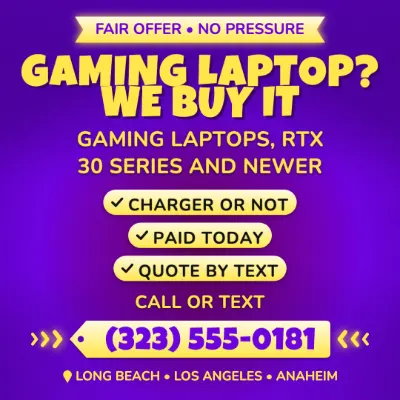 FAIR OFFER • NO PRESSURE
GAMING LAPTOP?
WE BUY IT
GAMING LAPTOPS, RTX
30 SERIES AND NEWER
CHARGER OR NOT
PAID TODAY
QUOTE BY TEXT
CALL OR TEXT
(323) 555-0181
LONG BEACH • LOS ANGELES • ANAHEIM